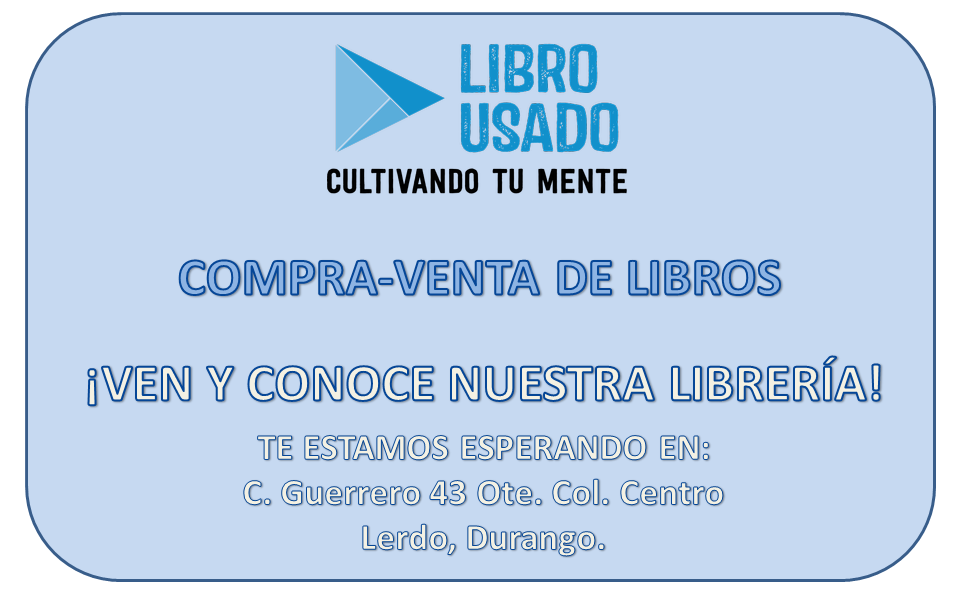 LIBRO
USADO
CULTIVANDO TU MENTE
COMPRA-VENTA DE LIBROS
¡VEN Y CONOCE NUESTRA LIBRERÍA!
TE ESTAMOS ESPERANDO EN:
C. Guerrero 43 Ote. Col. Centro
Lerdo, Durango.